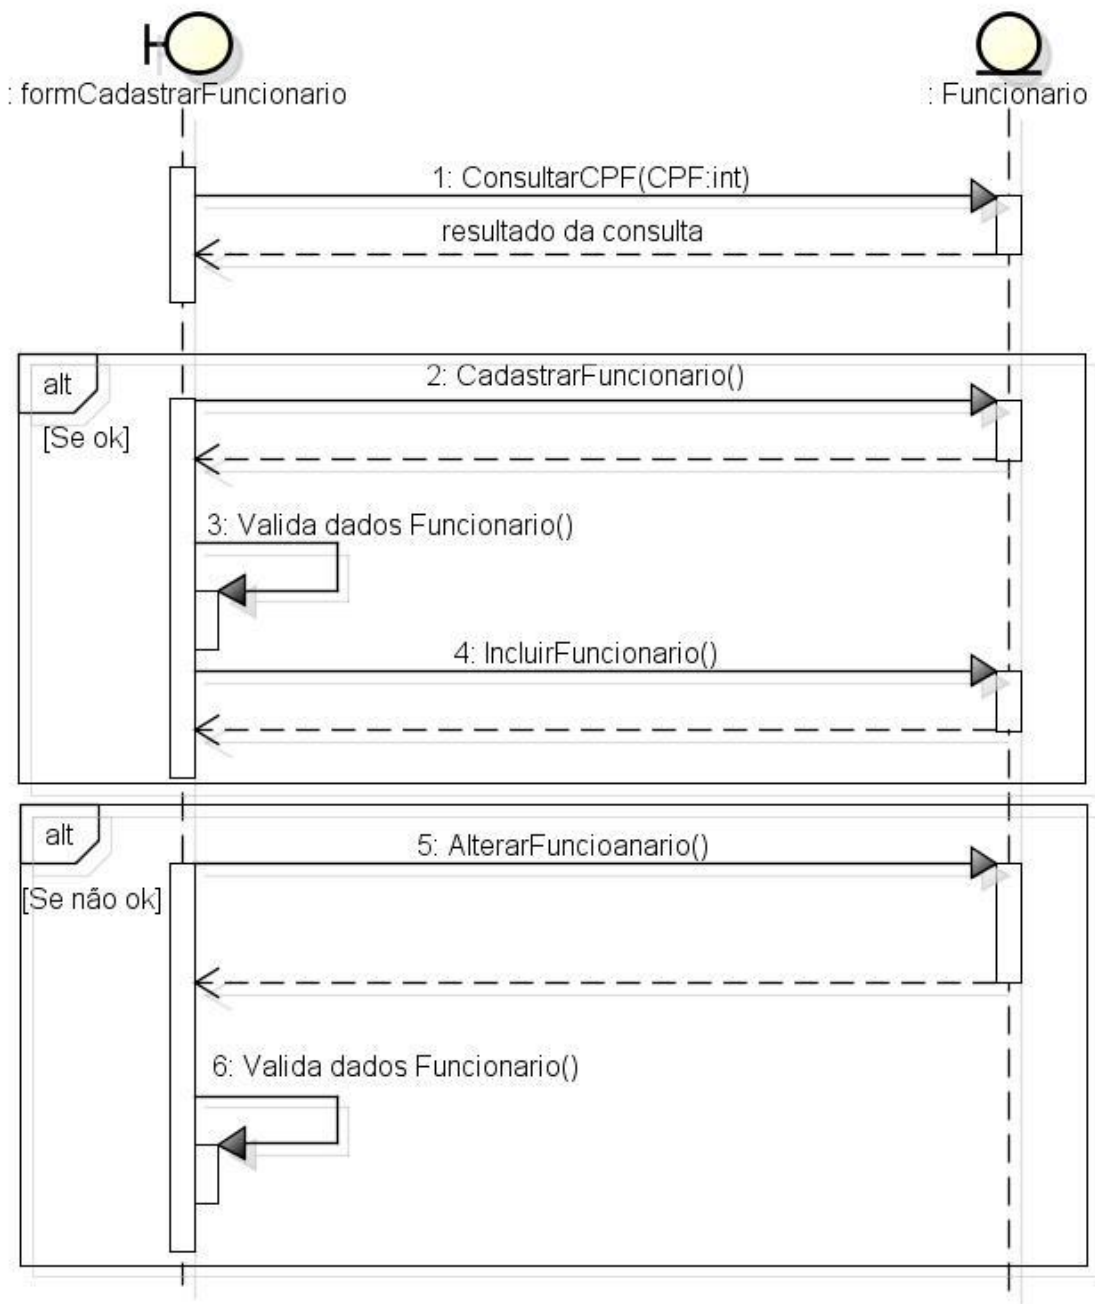 : formCadastrarFuncionario
: Funcionario
1: ConsultarCPF(CPF:int)
resultado da consulta
alt
2: CadastrarFuncionario()
[Se ok]
3: Valida dados Funcionario()
4: IncluirFuncionario()
alt
5: AlterarFuncioanario()
[Se não ok]
6: Valida dados Funcionario()